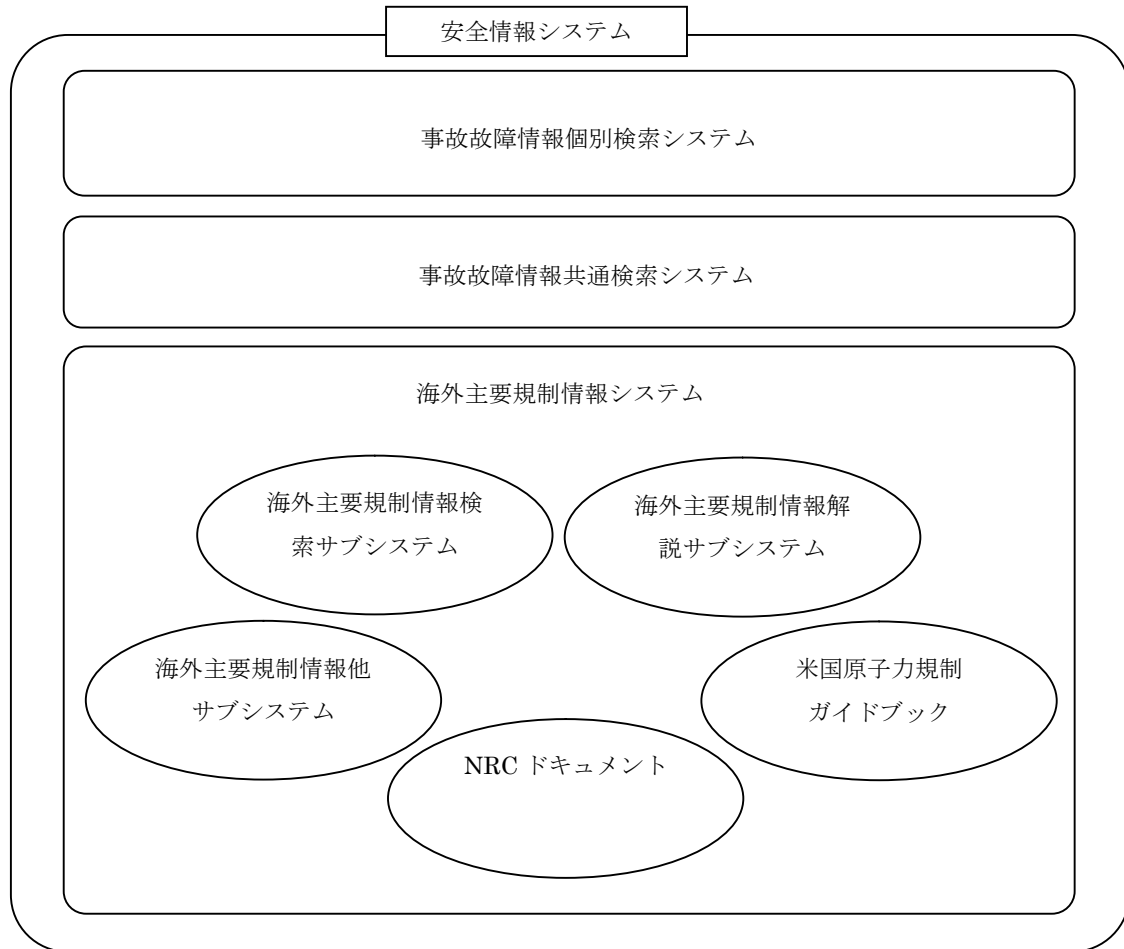 安全情報システム
事故故障情報個別検索システム
事故故障情報共通検索システム
海外主要規制情報システム
海外主要規制情報検
索サブシステム
海外主要規制情報解
説サブシステム
海外主要規制情報他
サブシステム
米国原子力規制
ガイドブック
NRC ドキュメント